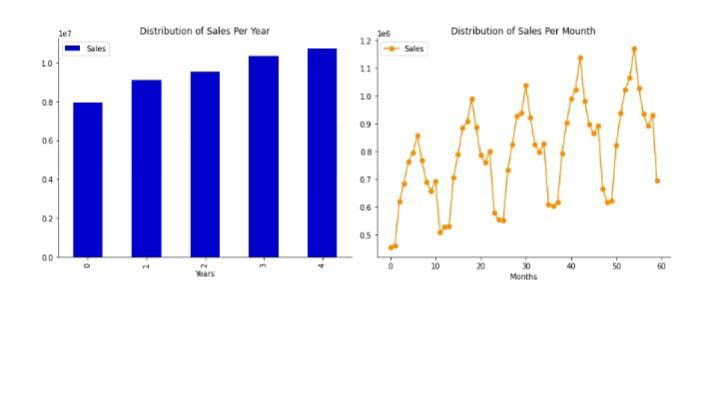 Distribution of Sales Per Year
1e7
Sales
1.0
0.8
0.6
0.4
0.2
0.0
0 1 2 3 4
Years
Distribution of Sales Per Mounth
1e6
Sales
1.2
1.1
1.0
0.9
0.8
0.7
0.6
0.5
0 10 20 30 40 50 60
Months